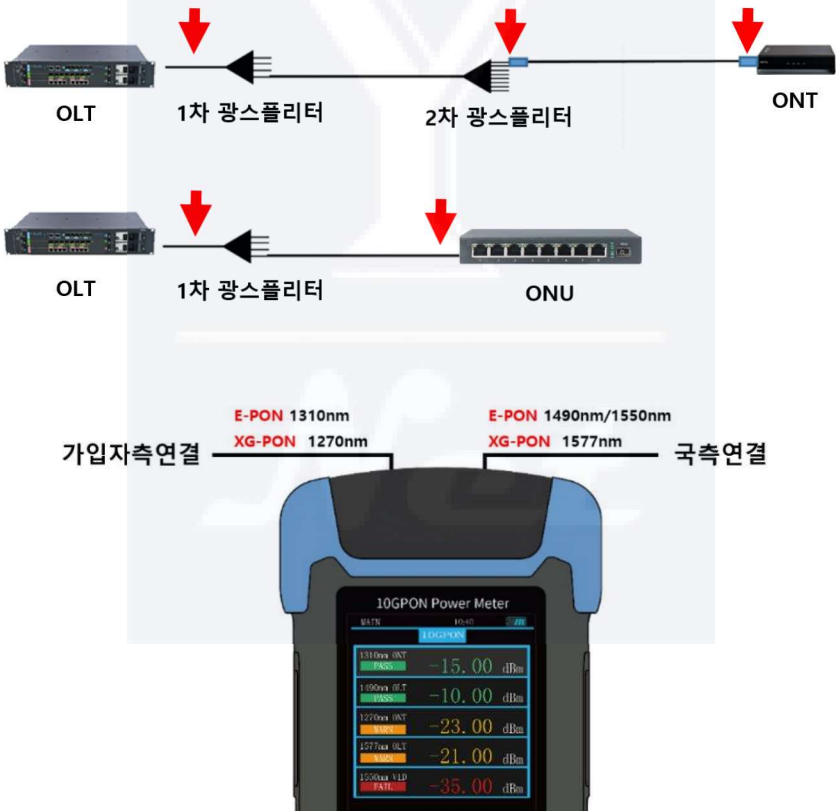 OLT
1차 광스플리터
2차 광스플리터
ONT
OLT
1차 광스플리터
ONU
E-PON 1310nm
XG-PON 1270nm
E-PON 1490nm/1550nm
XG-PON 1577nm
가입자측연결
국측연결
10GPON Power Meter
MAIN 10:40
10GPON
1310nm ONT
PASS
-15.00 dBm
1490nm OLT
PASS
-10.00 dBm
1270nm ONT
WARN
-23.00 dBm
1577nm OLT
WARN
-21.00 dBm
1550nm VID
FAIL
-35.00 dBm